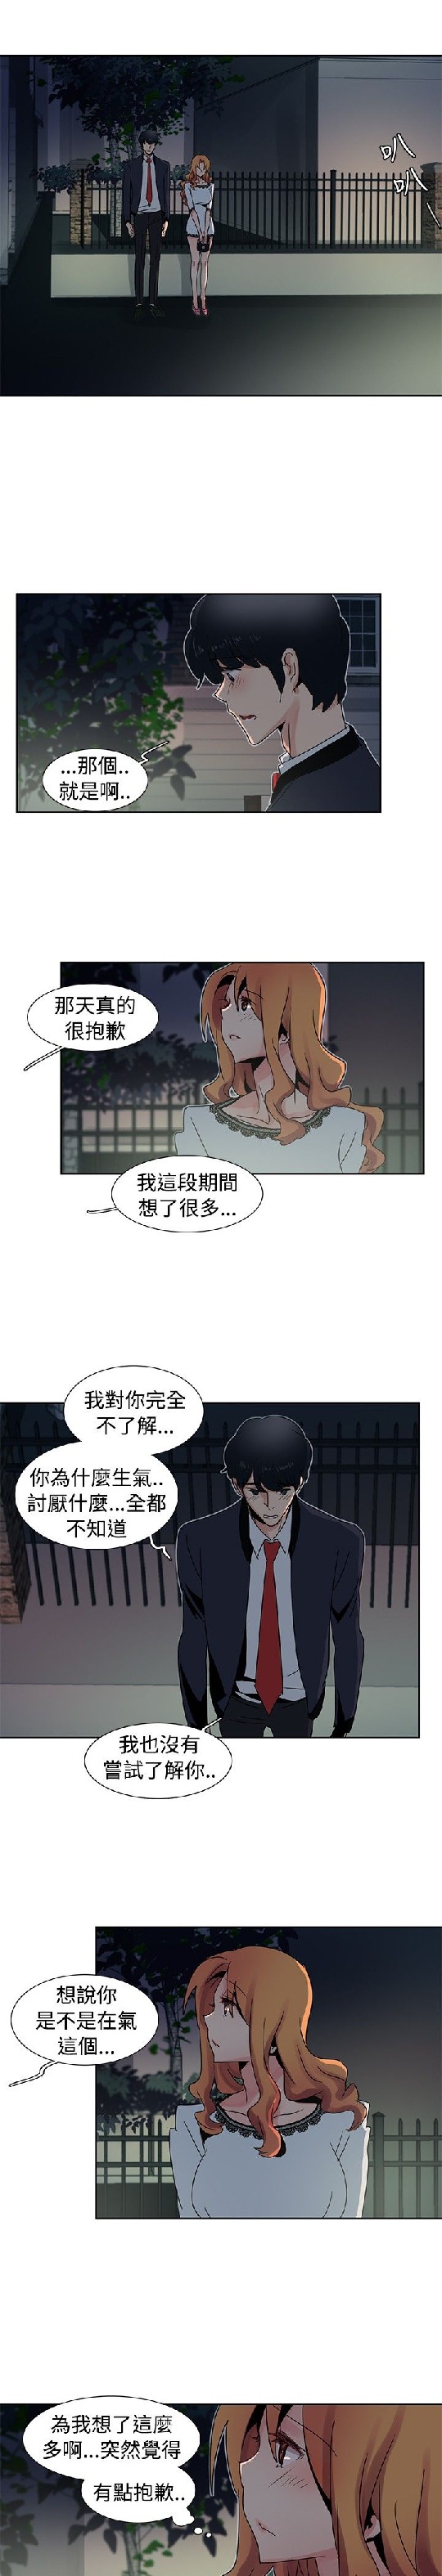 叭
叭
...那個..
就是啊..
那天真的
很抱歉
我這段期間
想了很多...
我對你完全
不了解...
你為什麼生氣..
討厭什麼...全都
不知道
我也沒有
嘗試了解你..
想說你
是不是在氣
這個...
為我想了這麼
多啊...突然覺得
有點抱歉..